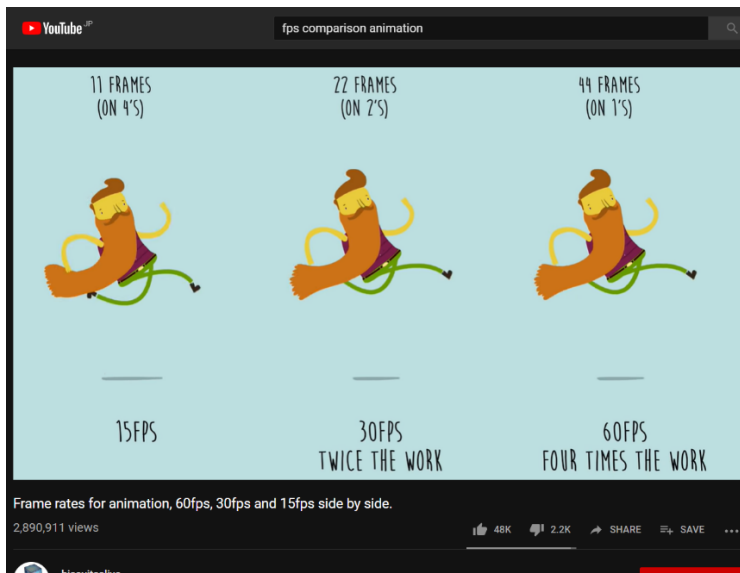 YouTube JP
fps comparison animation
11 FRAMES
(ON 4'S)
22 FRAMES
(ON 2'S)
44 FRAMES
(ON 1'S)
15FPS
30FPS
TWICE THE WORK
60FPS
FOUR TIMES THE WORK
Frame rates for animation, 60fps, 30fps and 15fps side by side.
2,890,911 views
48K
2.2K
SHARE
SAVE